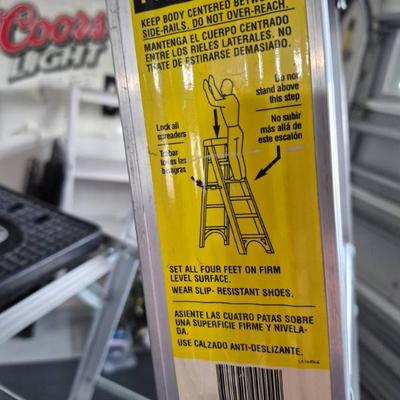 Coors
LIGHT
KEEP BODY CENTERED BETWEEN
SIDE-RAILS. DO NOT OVER-REACH.
MANTENGA EL CUERPO CENTRADO
ENTRE LOS RIELES LATERALES. NO
TRATE DE ESTIRARSE DEMASIADO.
Do not
stand above
this step
Lock all
spreaders
No subir
más allá de
este escalón
Trabar
todas las
bisagras
SET ALL FOUR FEET ON FIRM
LEVEL SURFACE.
WEAR SLIP- RESISTANT SHOES.
ASIENTE LAS CUATRO PATAS SOBRE
UNA SUPERFICIE FIRME Y NIVELA-
DA.
USE CALZADO ANTI-DESLIZANTE.